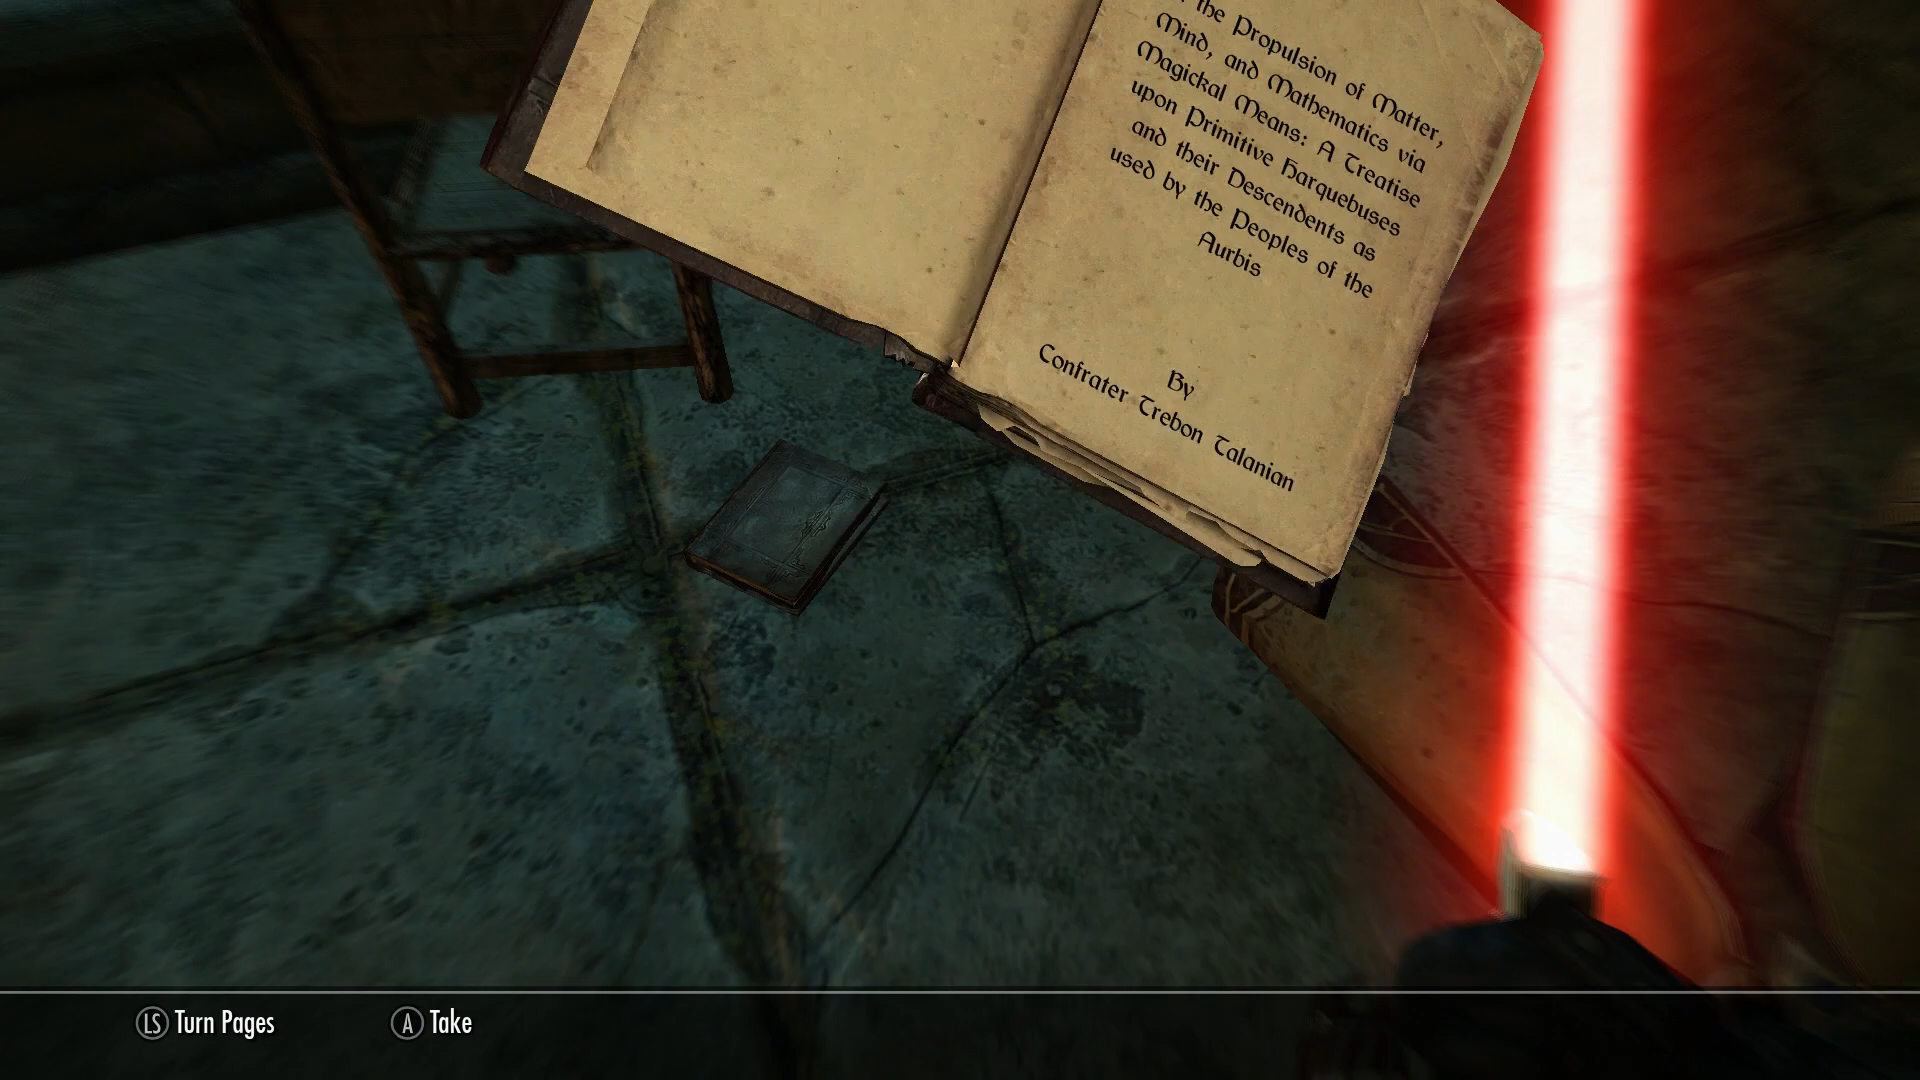 the Propulsion of Matter,
Mind, and Mathematics via
Magickal Means: A Treatise
upon Primitive Harquebuses
and their Descendents as
used by the Peoples of the
Aurbis
By
Confrater Trebon Talanian
LS Turn Pages
A Take